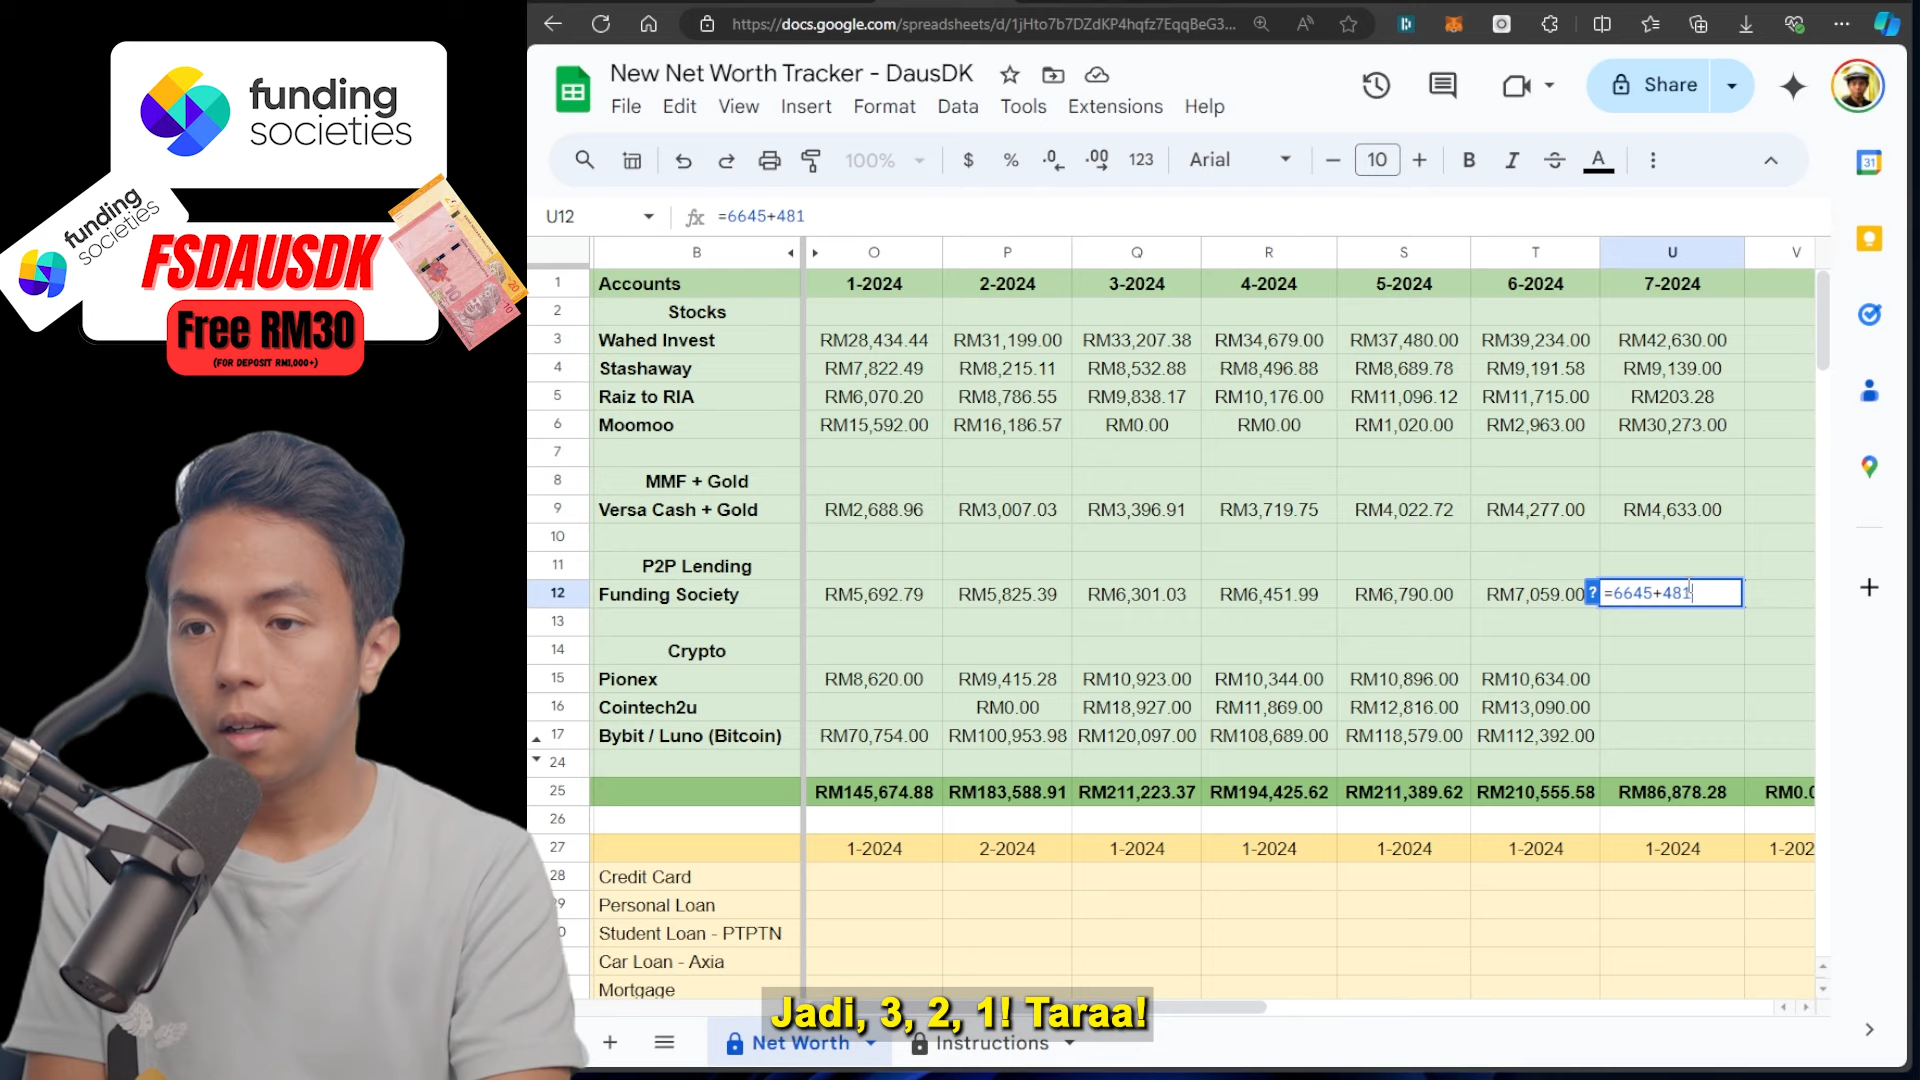 funding
societies
funding
societies
FSDAUSDK
Free RM30
(FOR DEPOSIT RM1,000+)
https://docs.google.com/spreadsheets/d/1jHto7b7DZdKP4hqfz7EqqBeG3...
New Net Worth Tracker - DausDK
File Edit View Insert Format Data Tools Extensions Help
Share
100% $ % .0 .00 123 Arial 10 B I S A
U12 fx =6645+481
B O P Q R S T U V
1 Accounts 1-2024 2-2024 3-2024 4-2024 5-2024 6-2024 7-2024
2 Stocks
3 Wahed Invest RM28,434.44 RM31,199.00 RM33,207.38 RM34,679.00 RM37,480.00 RM39,234.00 RM42,630.00
4 Stashaway RM7,822.49 RM8,215.11 RM8,532.88 RM8,496.88 RM8,689.78 RM9,191.58 RM9,139.00
5 Raiz to RIA RM6,070.20 RM8,786.55 RM9,838.17 RM10,176.00 RM11,096.12 RM11,715.00 RM203.28
6 Moomoo RM15,592.00 RM16,186.57 RM0.00 RM0.00 RM1,020.00 RM2,963.00 RM30,273.00
7
8 MMF + Gold
9 Versa Cash + Gold RM2,688.96 RM3,007.03 RM3,396.91 RM3,719.75 RM4,022.72 RM4,277.00 RM4,633.00
10
11 P2P Lending
12 Funding Society RM5,692.79 RM5,825.39 RM6,301.03 RM6,451.99 RM6,790.00 RM7,059.00 ? =6645+481
13
14 Crypto
15 Pionex RM8,620.00 RM9,415.28 RM10,923.00 RM10,344.00 RM10,896.00 RM10,634.00
16 Cointech2u RM0.00 RM18,927.00 RM11,869.00 RM12,816.00 RM13,090.00
17 Bybit / Luno (Bitcoin) RM70,754.00 RM100,953.98 RM120,097.00 RM108,689.00 RM118,579.00 RM112,392.00
24
25 RM145,674.88 RM183,588.91 RM211,223.37 RM194,425.62 RM211,389.62 RM210,555.58 RM86,878.28 RM0.0
26
27 1-2024 2-2024 1-2024 1-2024 1-2024 1-2024 1-2024 1-202
28 Credit Card
9 Personal Loan
0 Student Loan - PTPTN
Car Loan - Axia
Mortgage
Jadi, 3, 2, 1! Taraa!
Net Worth Instructions